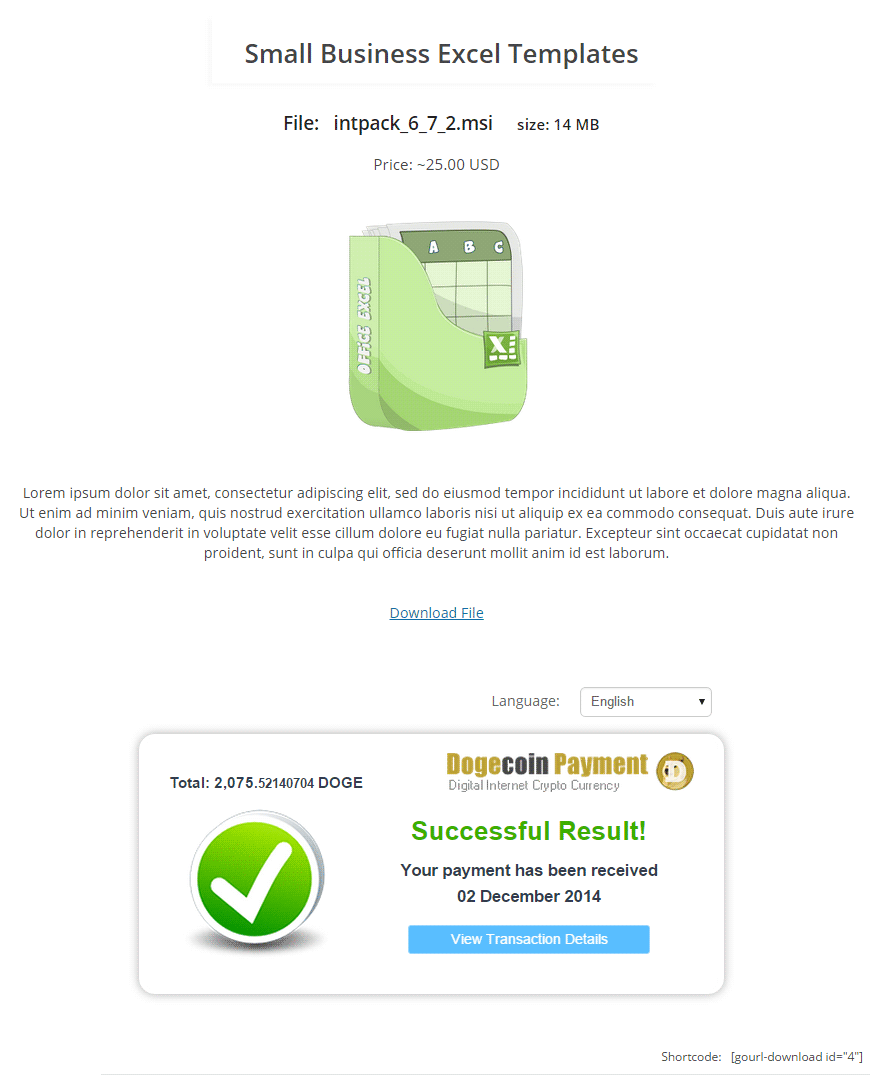 Small Business Excel Templates
File: intpack_6_7_2.msi size: 14 MB
Price: ~25.00 USD
A B C
OFFICE EXCEL
X
Lorem ipsum dolor sit amet, consectetur adipiscing elit, sed do eiusmod tempor incididunt ut labore et dolore magna aliqua.
Ut enim ad minim veniam, quis nostrud exercitation ullamco laboris nisi ut aliquip ex ea commodo consequat. Duis aute irure
dolor in reprehenderit in voluptate velit esse cillum dolore eu fugiat nulla pariatur. Excepteur sint occaecat cupidatat non
proident, sunt in culpa qui officia deserunt mollit anim id est laborum.
Download File
Language: English
Dogecoin Payment
Digital Internet Crypto Currency
Total: 2,075.52140704 DOGE
Successful Result!
Your payment has been received
02 December 2014
View Transaction Details
Shortcode: [gourl-download id="4"]